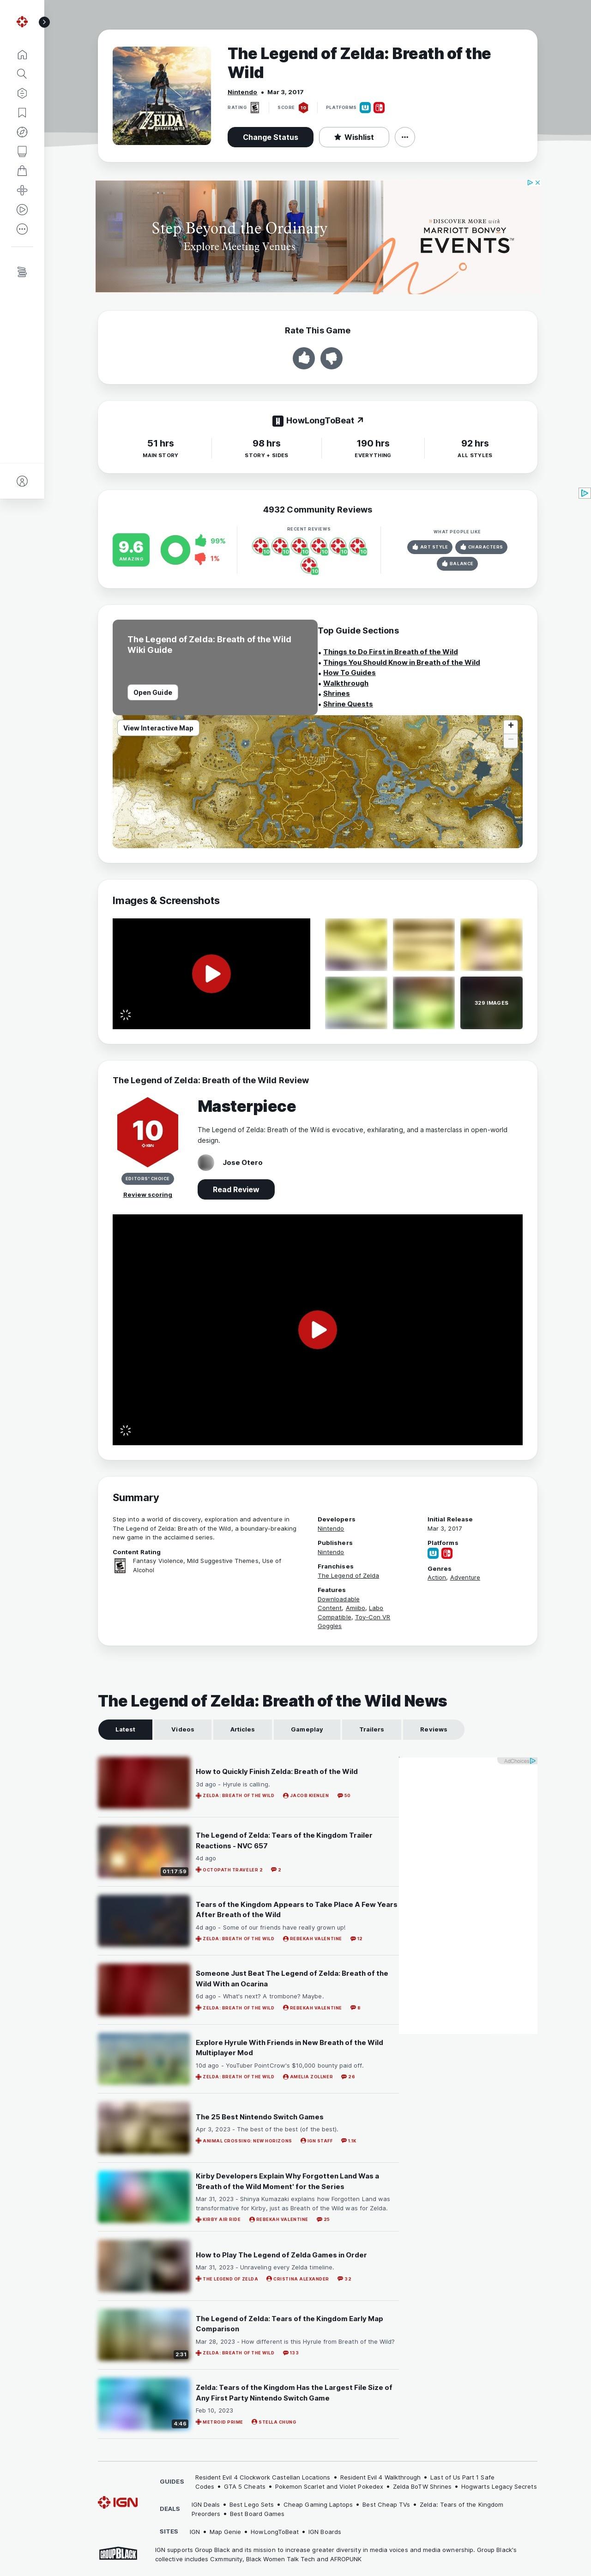 The Legend of Zelda: Breath of the
Wild
Nintendo • Mar 3, 2017
RATING
SCORE 10
PLATFORMS
Change Status
Wishlist
THE LEGEND OF
ZELDA
BREATH OF THE WILD
Step Beyond the Ordinary
Explore Meeting Venues
DISCOVER MORE with
MARRIOTT BONVOY
EVENTS™
Rate This Game
HowLongToBeat
51 hrs
MAIN STORY
98 hrs
STORY + SIDES
190 hrs
EVERYTHING
92 hrs
ALL STYLES
4932 Community Reviews
9.6
AMAZING
99%
1%
RECENT REVIEWS
10 10 10 10 10 10
10
WHAT PEOPLE LIKE
ART STYLE
CHARACTERS
BALANCE
The Legend of Zelda: Breath of the Wild
Wiki Guide
Open Guide
Top Guide Sections
• Things to Do First in Breath of the Wild
• Things You Should Know in Breath of the Wild
• How To Guides
• Walkthrough
• Shrines
• Shrine Quests
View Interactive Map
+
−
Images & Screenshots
329 IMAGES
The Legend of Zelda: Breath of the Wild Review
10
IGN
EDITORS' CHOICE
Review scoring
Masterpiece
The Legend of Zelda: Breath of the Wild is evocative, exhilarating, and a masterclass in open-world
design.
Jose Otero
Read Review
Summary
Step into a world of discovery, exploration and adventure in
The Legend of Zelda: Breath of the Wild, a boundary-breaking
new game in the acclaimed series.
Content Rating
Fantasy Violence, Mild Suggestive Themes, Use of
Alcohol
Developers
Nintendo
Publishers
Nintendo
Franchises
The Legend of Zelda
Features
Downloadable
Content, Amiibo, Labo
Compatible, Toy-Con VR
Goggles
Initial Release
Mar 3, 2017
Platforms
Genres
Action, Adventure
The Legend of Zelda: Breath of the Wild News
Latest
Videos
Articles
Gameplay
Trailers
Reviews
AdChoices
How to Quickly Finish Zelda: Breath of the Wild
3d ago - Hyrule is calling.
ZELDA: BREATH OF THE WILD JACOB KIENLEN 50
01:17:59
The Legend of Zelda: Tears of the Kingdom Trailer
Reactions - NVC 657
4d ago
OCTOPATH TRAVELER 2 2
Tears of the Kingdom Appears to Take Place A Few Years
After Breath of the Wild
4d ago - Some of our friends have really grown up!
ZELDA: BREATH OF THE WILD REBEKAH VALENTINE 12
Someone Just Beat The Legend of Zelda: Breath of the
Wild With an Ocarina
6d ago - What's next? A trombone? Maybe.
ZELDA: BREATH OF THE WILD REBEKAH VALENTINE
Explore Hyrule With Friends in New Breath of the Wild
Multiplayer Mod
10d ago - YouTuber PointCrow's $10,000 bounty paid off.
ZELDA: BREATH OF THE WILD AMELIA ZOLLNER 26
The 25 Best Nintendo Switch Games
Apr 3, 2023 - The best of the best (of the best).
ANIMAL CROSSING: NEW HORIZONS IGN STAFF 1.1K
Kirby Developers Explain Why Forgotten Land Was a
'Breath of the Wild Moment' for the Series
Mar 31, 2023 - Shinya Kumazaki explains how Forgotten Land was
transformative for Kirby, just as Breath of the Wild was for Zelda.
KIRBY AIR RIDE REBEKAH VALENTINE 25
How to Play The Legend of Zelda Games in Order
Mar 31, 2023 - Unraveling every Zelda timeline.
THE LEGEND OF ZELDA CRISTINA ALEXANDER 32
2:31
The Legend of Zelda: Tears of the Kingdom Early Map
Comparison
Mar 28, 2023 - How different is this Hyrule from Breath of the Wild?
ZELDA: BREATH OF THE WILD 133
4:46
Zelda: Tears of the Kingdom Has the Largest File Size of
Any First Party Nintendo Switch Game
Feb 10, 2023
METROID PRIME STELLA CHUNG
IGN
GUIDES
Resident Evil 4 Clockwork Castellan Locations • Resident Evil 4 Walkthrough • Last of Us Part 1 Safe
Codes • GTA 5 Cheats • Pokemon Scarlet and Violet Pokedex • Zelda BoTW Shrines • Hogwarts Legacy Secrets
DEALS
IGN Deals • Best Lego Sets • Cheap Gaming Laptops • Best Cheap TVs • Zelda: Tears of the Kingdom
Preorders • Best Board Games
SITES
IGN • Map Genie • HowLongToBeat • IGN Boards
GROUPBLACK
IGN supports Group Black and its mission to increase greater diversity in media voices and media ownership. Group Black's
collective includes Cxmmunity, Black Women Talk Tech and AFROPUNK